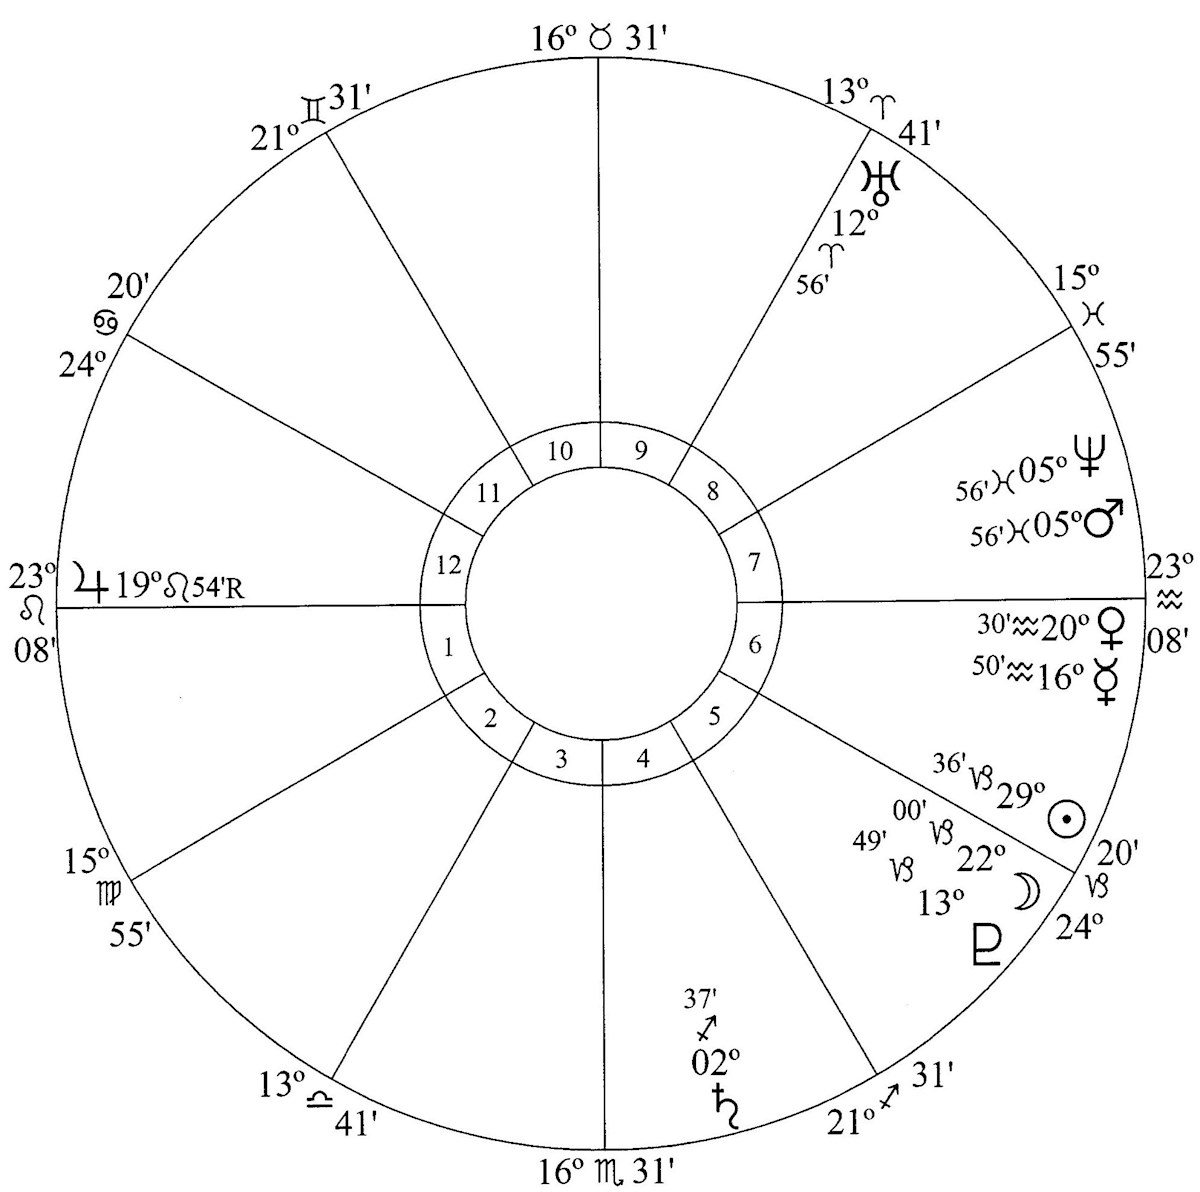 16º ♉ 31'
13º ♈ 41'
21º ♊ 31'
♅
12º
♈
56'
20'
♋
24º
15º
♓
55'
56' ♓ 05º ♆
56' ♓ 05º ♂
10 9
11 8
12 7
1 6
2 5
3 4
23º
♌
08'
♃ 19º ♌ 54' R
23º
♒
08'
30' ♒ 20º ♀
50' ♒ 16º ☿
36' ♑ 29º ☉
00' ♑ 22º ☽
49' ♑ 13º ♇
20'
♑
24º
15º
♍
55'
37'
♐
02º
♄
13º ♎ 41'
21º ♐ 31'
16º ♏ 31'